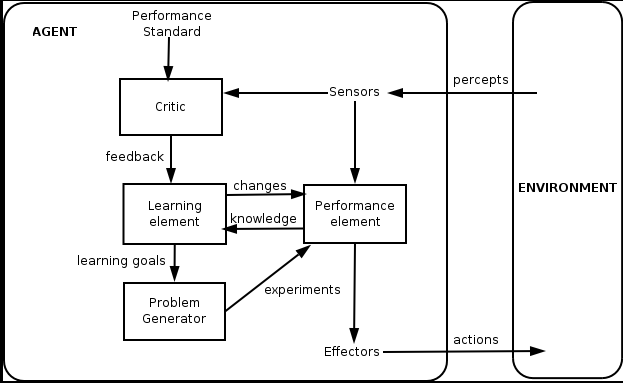 Performance
Standard
AGENT
percepts
Sensors
Critic
feedback
changes
ENVIRONMENT
Learning
element
Performance
element
knowledge
learning goals
experiments
Problem
Generator
actions
Effectors